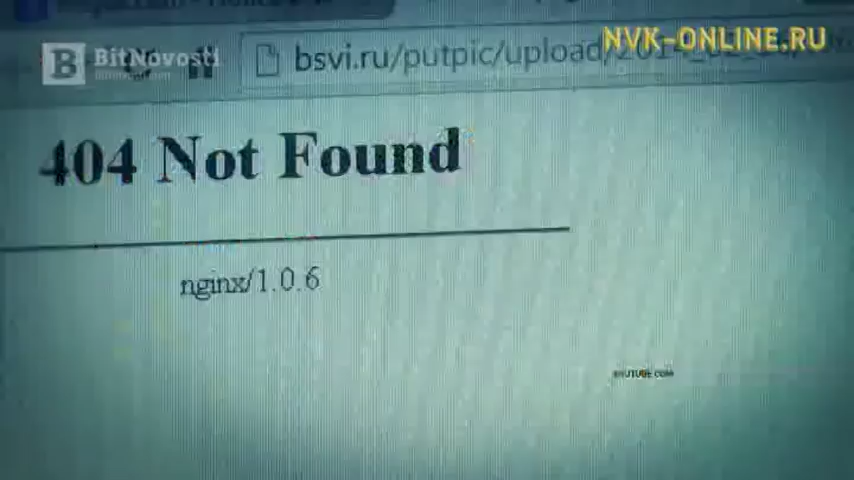 NVK-ONLINE.RU
BitNovosti
bsvi.ru/putpic/upload/
404 Not Found
nginx/1.0.6